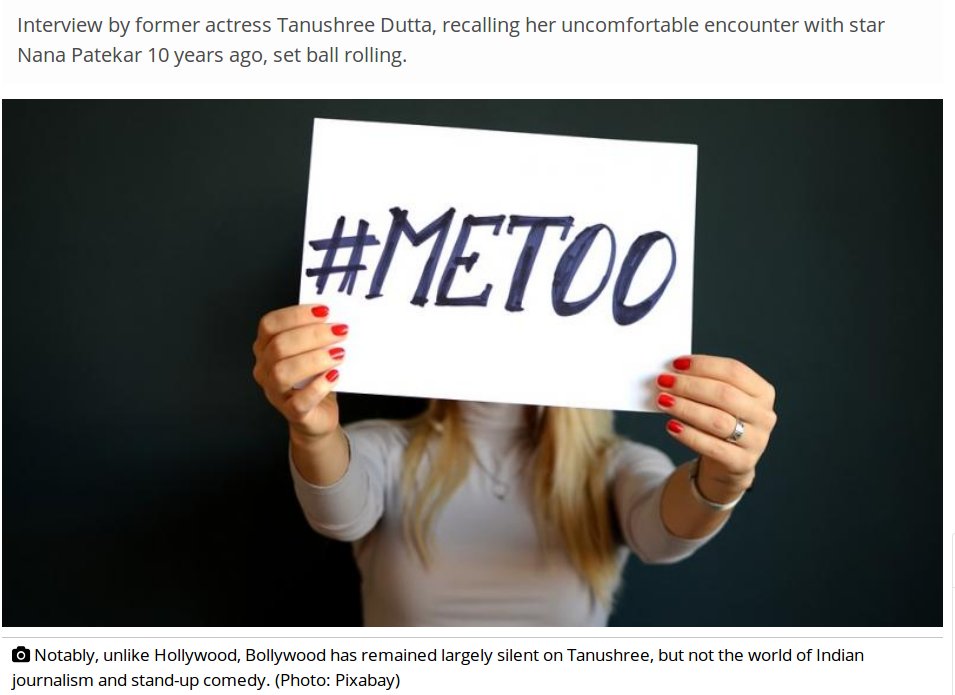 Interview by former actress Tanushree Dutta, recalling her uncomfortable encounter with star
Nana Patekar 10 years ago, set ball rolling.
#METOO
Notably, unlike Hollywood, Bollywood has remained largely silent on Tanushree, but not the world of Indian
journalism and stand-up comedy. (Photo: Pixabay)